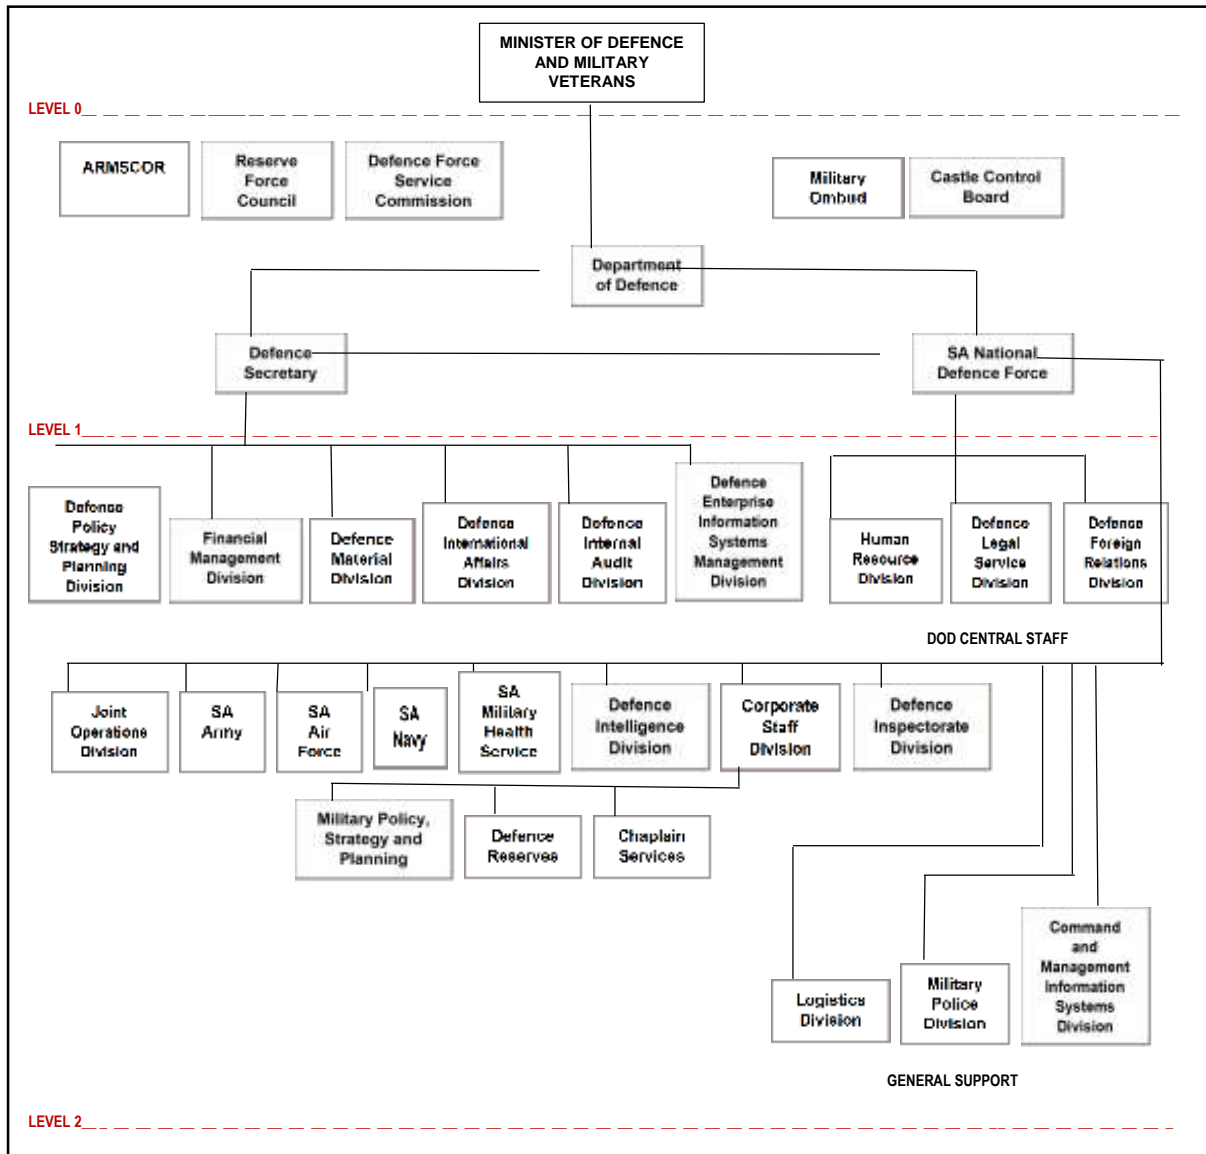 MINISTER OF DEFENCE
AND MILITARY
VETERANS
LEVEL 0
ARMSCOR
Reserve
Force
Council
Defence Force
Service
Commission
Military
Ombud
Castle Control
Board
Department
of Defence
Defence
Secretary
SA National
Defence Force
LEVEL 1
Defence
Policy
Strategy and
Planning
Division
Financial
Management
Division
Defence
Material
Division
Defence
International
Affairs
Division
Defence
Internal
Audit
Division
Defence
Enterprise
Information
Systems
Management
Division
Human
Resource
Division
Defence
Legal
Service
Division
Defence
Foreign
Relations
Division
DOD CENTRAL STAFF
Joint
Operations
Division
SA
Army
SA
Air
Force
SA
Navy
SA
Military
Health
Service
Defence
Intelligence
Division
Corporate
Staff
Division
Defence
Inspectorate
Division
Military Policy,
Strategy and
Planning
Defence
Reserves
Chaplain
Services
Logistics
Division
Military
Police
Division
Command
and
Management
Information
Systems
Division
GENERAL SUPPORT
LEVEL 2